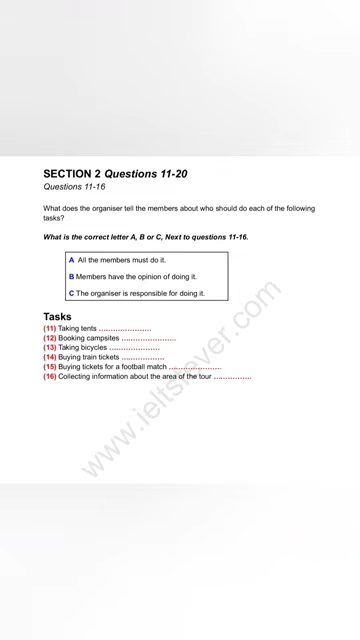 SECTION 2 Questions 11-20
Questions 11-16
What does the organiser tell the members about who should do each of the following
tasks?
What is the correct letter A, B or C, Next to questions 11-16.
A All the members must do it.
B Members have the opinion of doing it.
C The organiser is responsible for doing it.
Tasks
(11) Taking tents ......................
(12) Booking campsites .......................
(13) Taking bicycles .....................
(14) Buying train tickets ..................
(15) Buying tickets for a football match ......................
(16) Collecting information about the area of the tour ................
www.ieltsfever.com